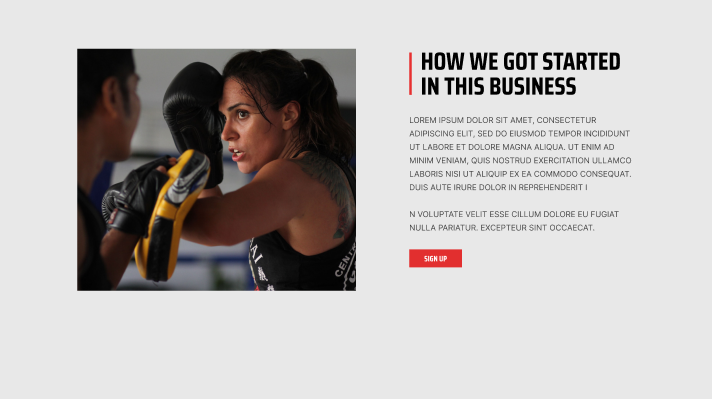 HOW WE GOT STARTED
IN THIS BUSINESS
LOREM IPSUM DOLOR SIT AMET, CONSECTETUR
ADIPISCING ELIT, SED DO EIUSMOD TEMPOR INCIDIDUNT
UT LABORE ET DOLORE MAGNA ALIQUA. UT ENIM AD
MINIM VENIAM, QUIS NOSTRUD EXERCITATION ULLAMCO
LABORIS NISI UT ALIQUIP EX EA COMMODO CONSEQUAT.
DUIS AUTE IRURE DOLOR IN REPREHENDERIT I
N VOLUPTATE VELIT ESSE CILLUM DOLORE EU FUGIAT
NULLA PARIATUR. EXCEPTEUR SINT OCCAECAT.
SIGN UP